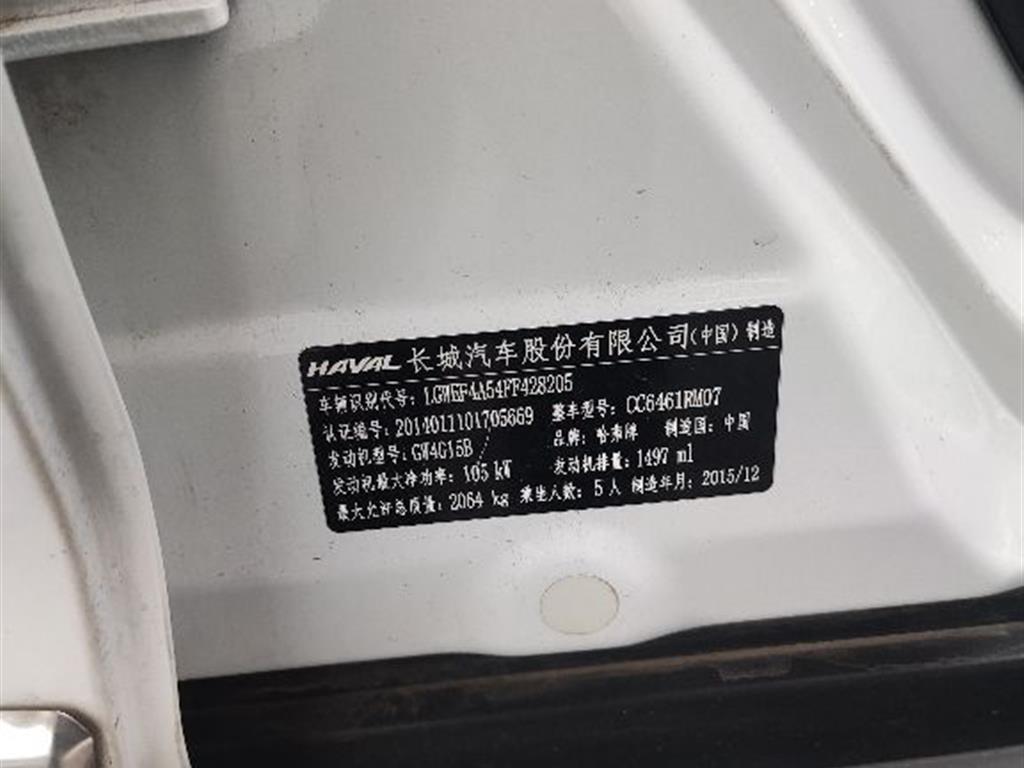 HAVAL 长城汽车股份有限公司(中国) 制造
车辆识别代号: LGWEF4A54FF428205
认证编号: 2014011101705669 整车型号: CC6461RM07
发动机型号: GW4G15B 品牌: 哈弗牌 制造国: 中国
发动机最大净功率: 105 kW 发动机排量: 1497 ml
最大允许总质量: 2064 kg 乘坐人数: 5人 制造年月: 2015/12